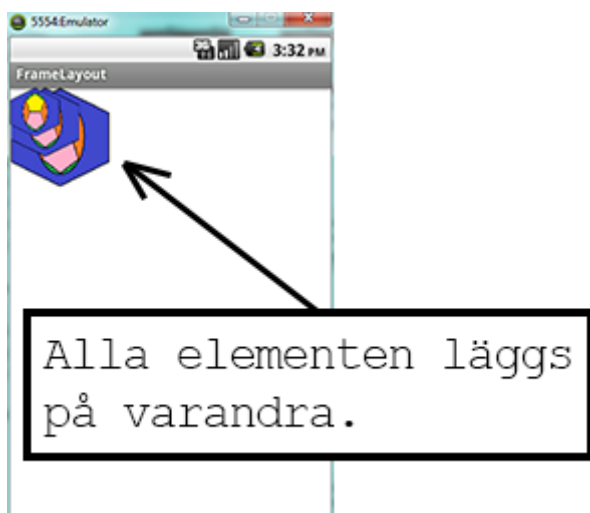 5554:Emulator
3:32 PM
FrameLayout
Alla elementen läggs
på varandra.